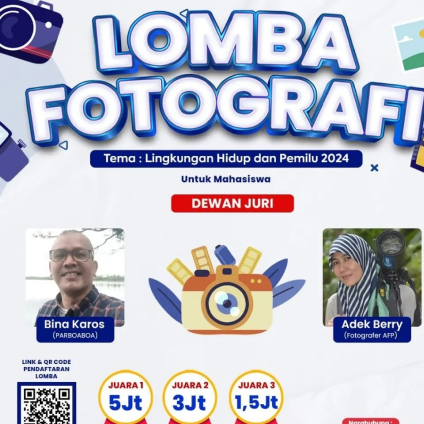 LOMBA
FOTOGRAFI
Tema : Lingkungan Hidup dan Pemilu 2024
Untuk Mahasiswa
DEWAN JURI
Bina Karos
(PARBOABOA)
Adek Berry
(Fotografer AFP)
LINK & QR CODE
PENDAFTARAN
LOMBA
JUARA 1
5Jt
JUARA 2
3Jt
JUARA 3
1,5Jt